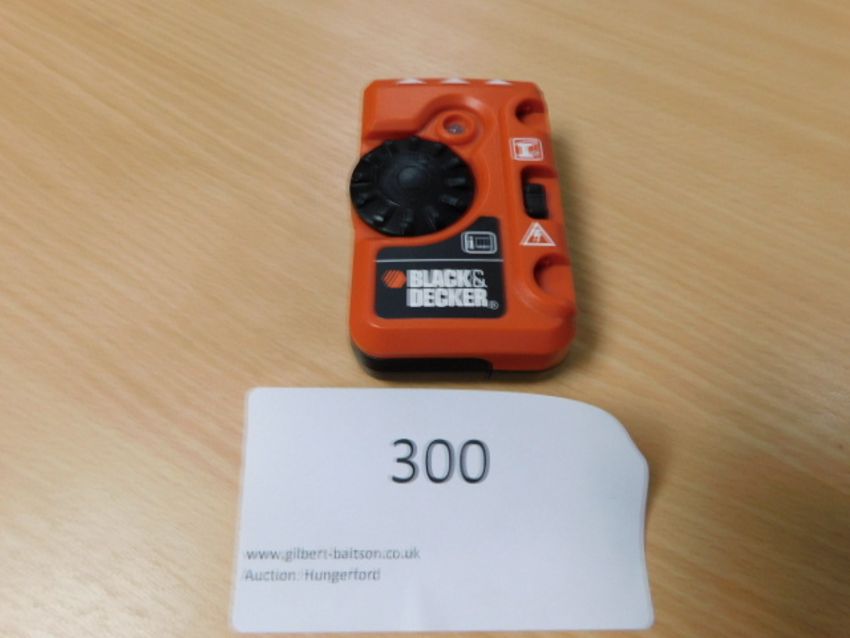 BLACK&
DECKER®
300
www.gilbert-baitson.co.uk
Auction Hungerford